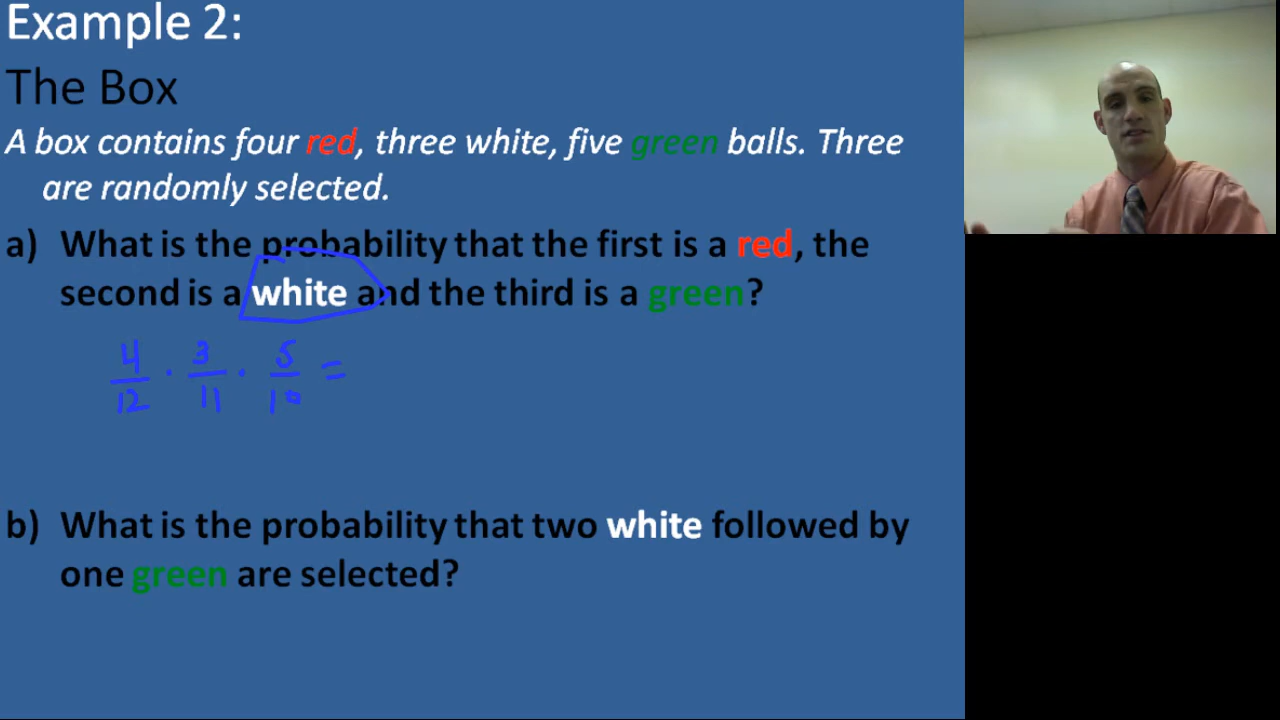 Example 2:
The Box
A box contains four red, three white, five green balls. Three
are randomly selected.
a) What is the probability that the first is a red, the
second is a white and the third is a green?
4/12 · 3/11 · 5/10 =
b) What is the probability that two white followed by
one green are selected?